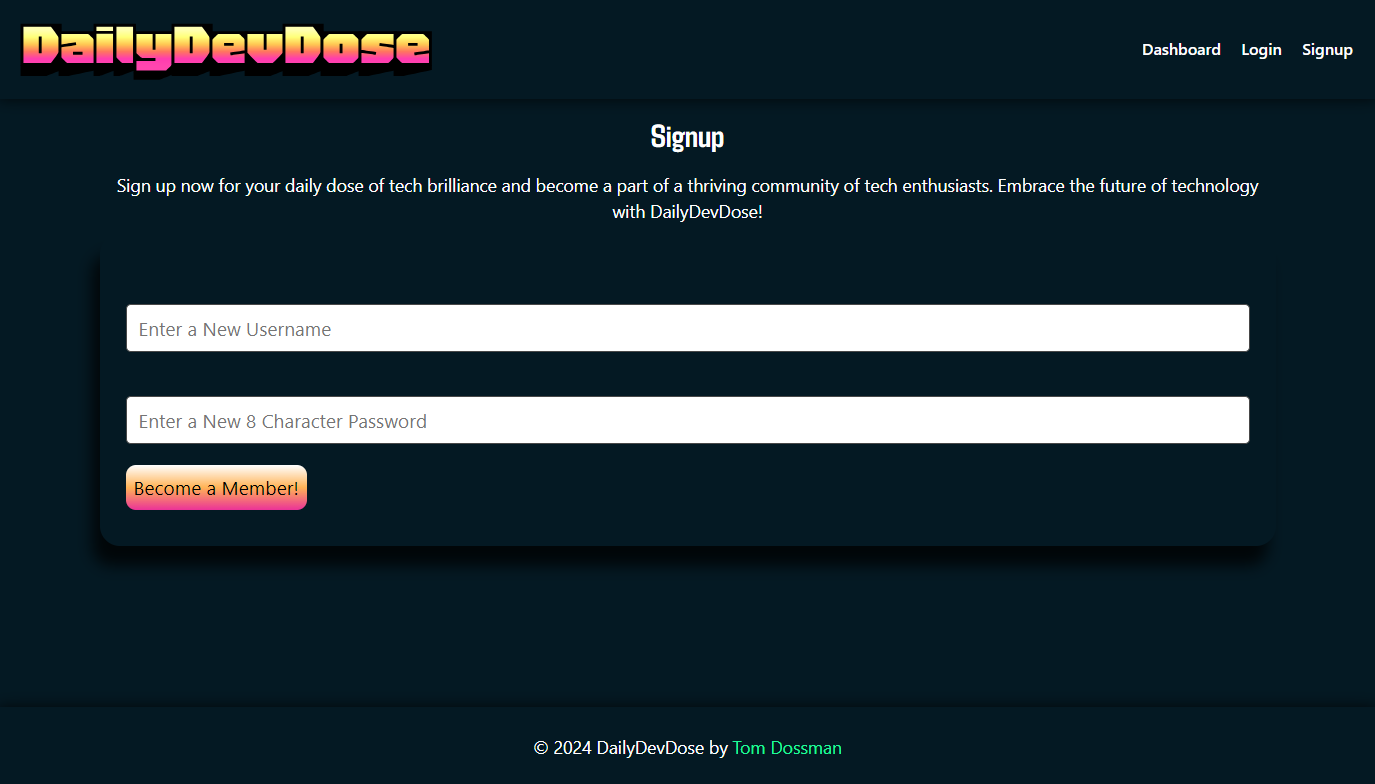 DailyDevDose
Dashboard Login Signup
Signup
Sign up now for your daily dose of tech brilliance and become a part of a thriving community of tech enthusiasts. Embrace the future of technology
with DailyDevDose!
Enter a New Username
Enter a New 8 Character Password
Become a Member!
© 2024 DailyDevDose by Tom Dossman